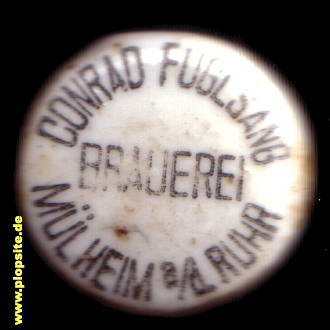 CONRAD FUGLSANG
BRAUEREI
MÜLHEIM a/d. RUHR
www.plopsite.de